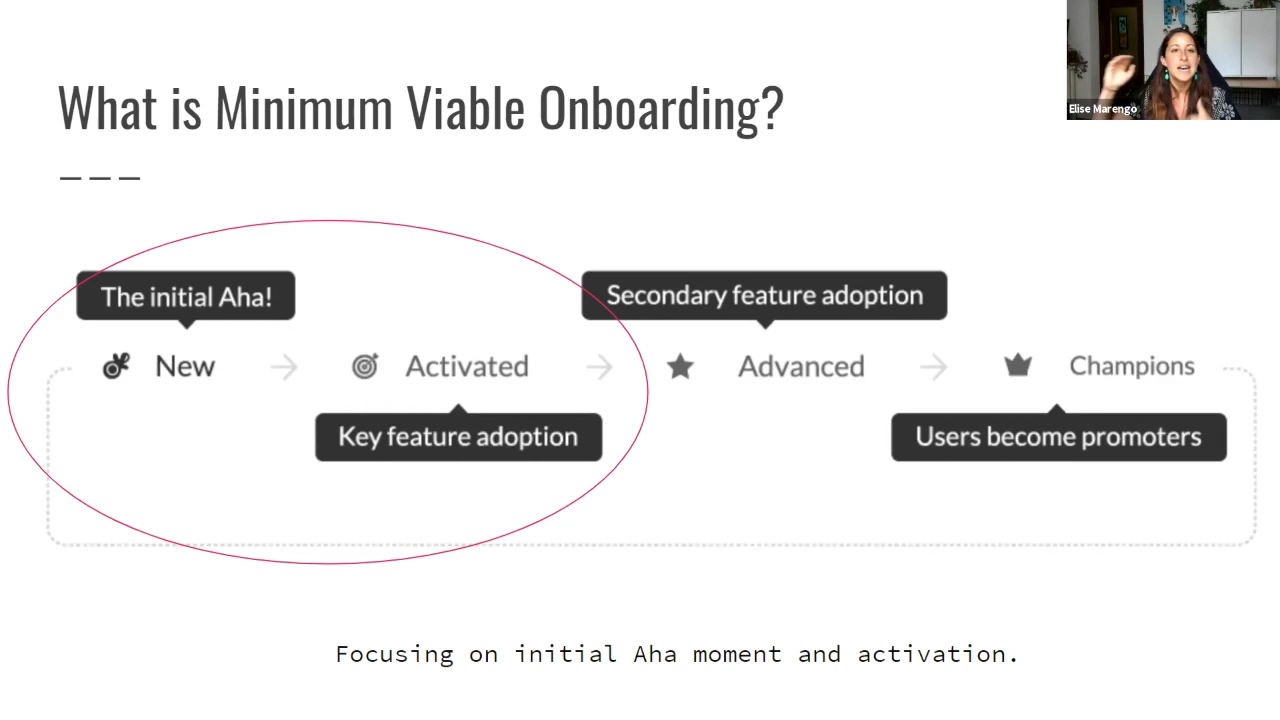 What is Minimum Viable Onboarding?
Elise Marengo
The initial Aha!
Secondary feature adoption
New
Activated
Advanced
Champions
Key feature adoption
Users become promoters
Focusing on initial Aha moment and activation.